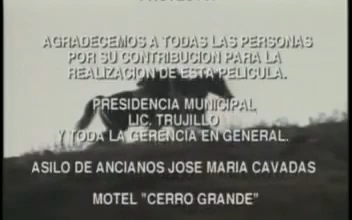 AGRADECEMOS A TODAS LAS PERSONAS
POR SU CONTRIBUCION PARA LA
REALIZACION DE ESTA PELICULA.
PRESIDENCIA MUNICIPAL
LIC. TRUJILLO
Y TODA LA GERENCIA EN GENERAL.
ASILO DE ANCIANOS JOSE MARIA CAVADAS
MOTEL "CERRO GRANDE"